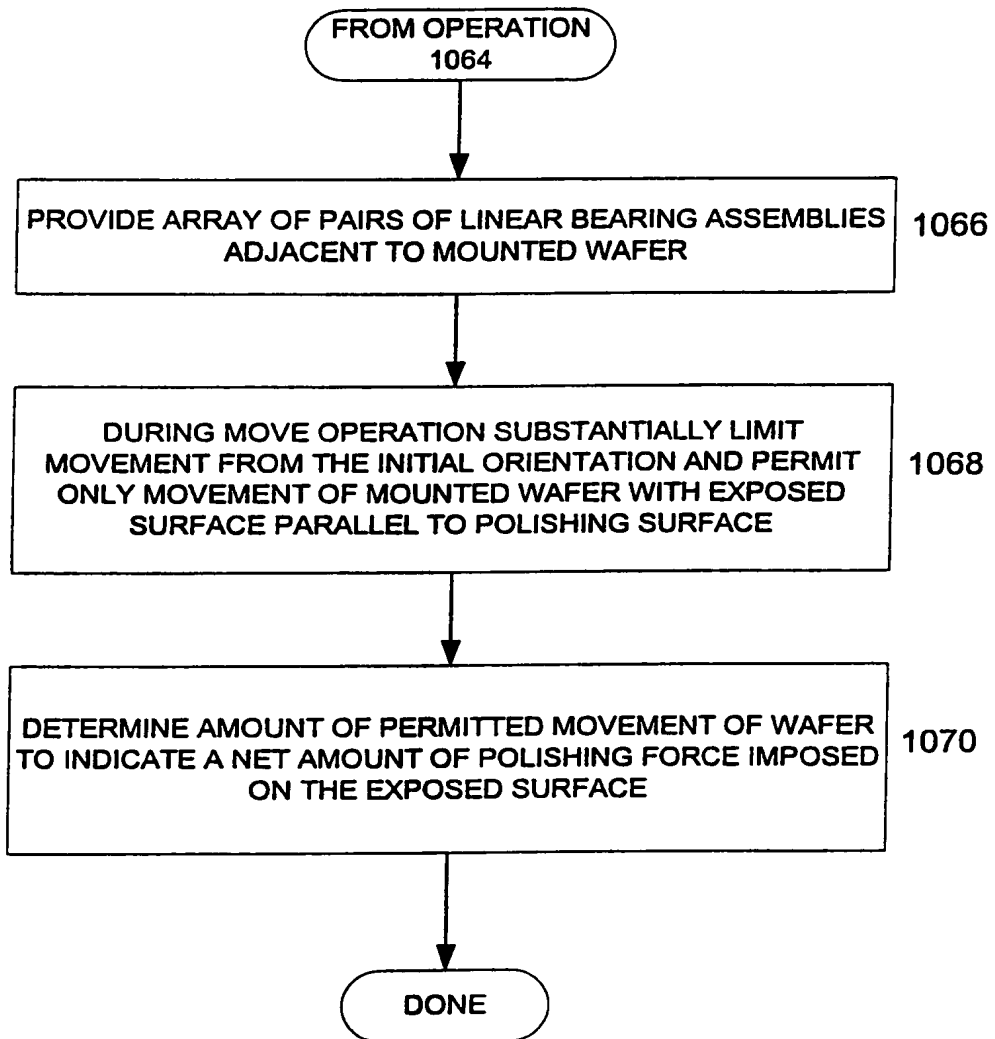 FROM OPERATION
1064
PROVIDE ARRAY OF PAIRS OF LINEAR BEARING ASSEMBLIES
ADJACENT TO MOUNTED WAFER
1066
DURING MOVE OPERATION SUBSTANTIALLY LIMIT
MOVEMENT FROM THE INITIAL ORIENTATION AND PERMIT
ONLY MOVEMENT OF MOUNTED WAFER WITH EXPOSED
SURFACE PARALLEL TO POLISHING SURFACE
1068
DETERMINE AMOUNT OF PERMITTED MOVEMENT OF WAFER
TO INDICATE A NET AMOUNT OF POLISHING FORCE IMPOSED
ON THE EXPOSED SURFACE
1070
DONE